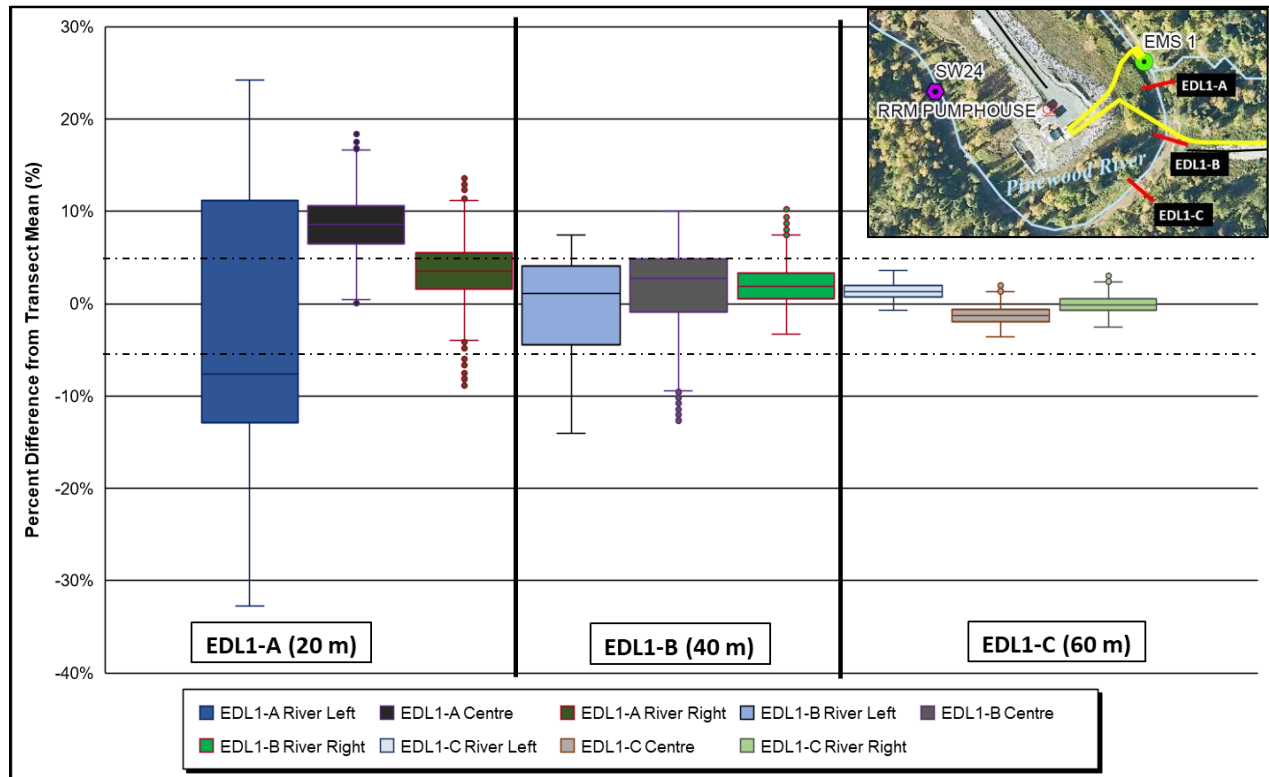 Percent Difference from Transect Mean (%)
30%
20%
10%
0%
-10%
-20%
-30%
-40%
EMS 1
SW24
EDL1-A
RRM PUMPHOUSE
EDL1-B
Pinewood River
EDL1-C
EDL1-A (20 m)
EDL1-B (40 m)
EDL1-C (60 m)
EDL1-A River Left
EDL1-A Centre
EDL1-A River Right
EDL1-B River Left
EDL1-B Centre
EDL1-B River Right
EDL1-C River Left
EDL1-C Centre
EDL1-C River Right